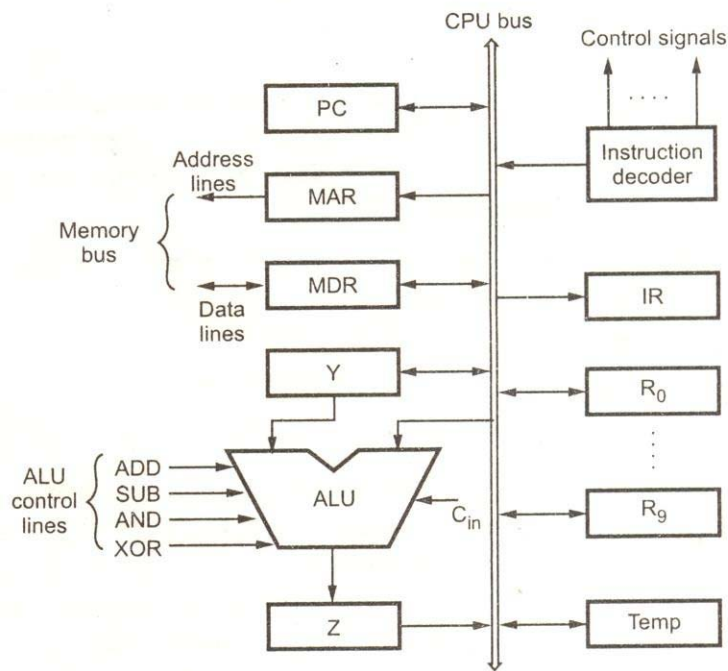 CPU bus
Control signals
. . . .
PC
Instruction
decoder
Address
lines
MAR
Memory
bus
MDR
Data
lines
IR
Y
R0
ALU
control
lines
ADD
SUB
AND
XOR
ALU
Cin
R9
Z
Temp